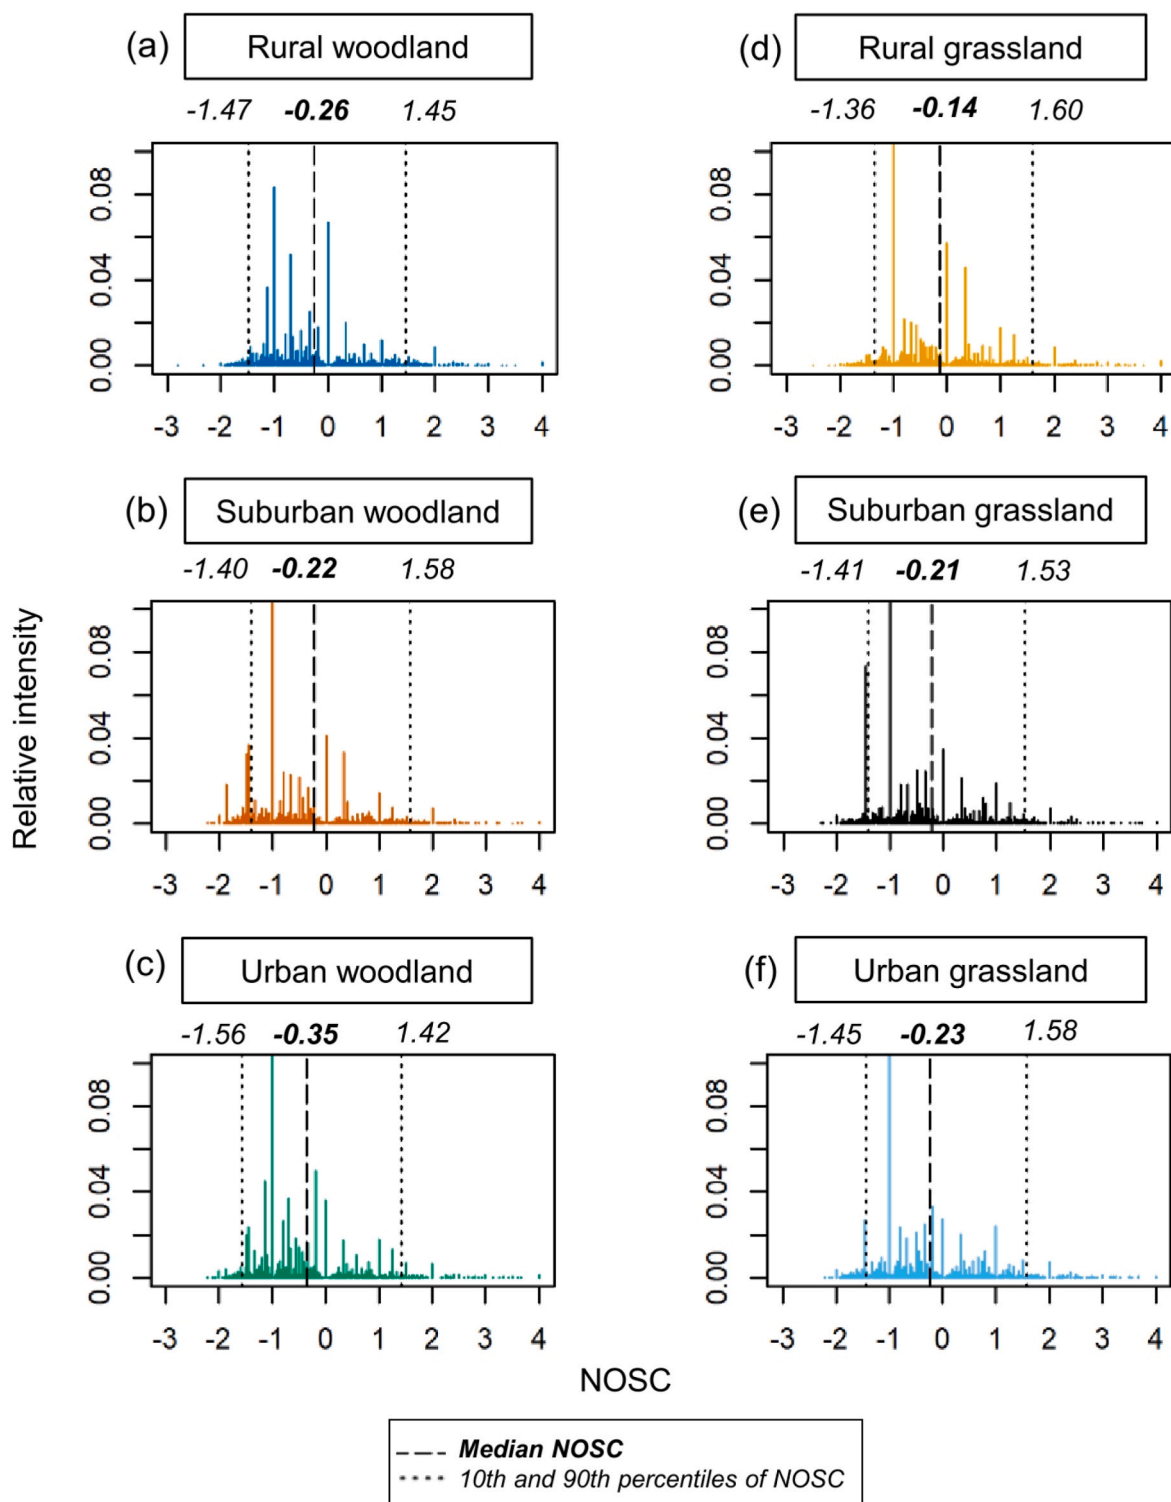 (a) Rural woodland
-1.47 -0.26 1.45
0.08
0.04
0.00
-3 -2 -1 0 1 2 3 4
(d) Rural grassland
-1.36 -0.14 1.60
0.08
0.04
0.00
-3 -2 -1 0 1 2 3 4
(b) Suburban woodland
-1.40 -0.22 1.58
0.08
0.04
0.00
-3 -2 -1 0 1 2 3 4
(e) Suburban grassland
-1.41 -0.21 1.53
0.08
0.04
0.00
-3 -2 -1 0 1 2 3 4
Relative intensity
(c) Urban woodland
-1.56 -0.35 1.42
0.08
0.04
0.00
-3 -2 -1 0 1 2 3 4
(f) Urban grassland
-1.45 -0.23 1.58
0.08
0.04
0.00
-3 -2 -1 0 1 2 3 4
NOSC
Median NOSC
10th and 90th percentiles of NOSC